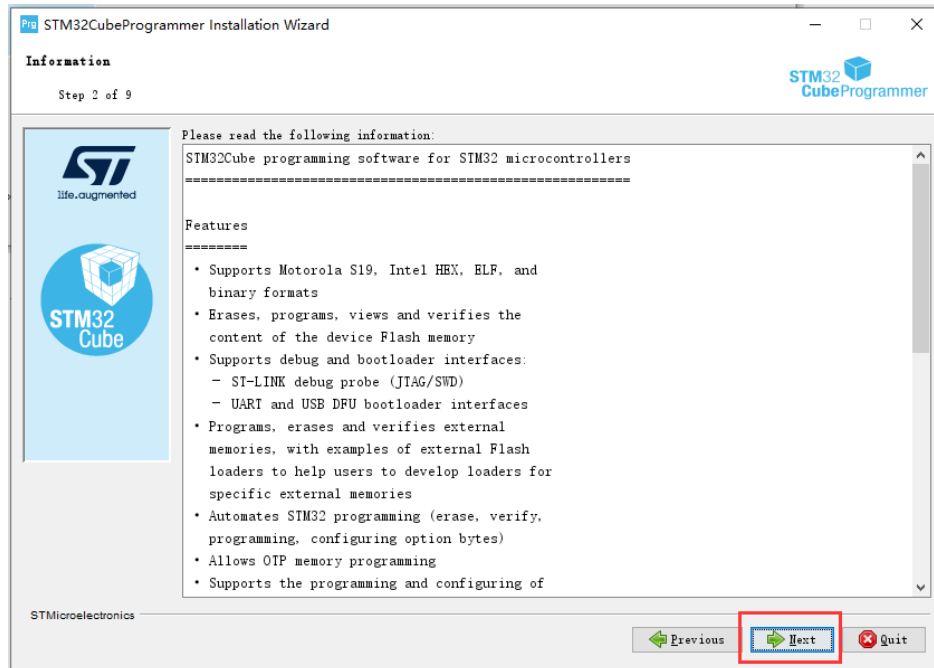 Prg STM32CubeProgrammer Installation Wizard
Information
Step 2 of 9
STM32
CubeProgrammer
Please read the following information:
ST
life.augmented
STM32
Cube
STM32Cube programming software for STM32 microcontrollers
=========================================================
Features
========
• Supports Motorola S19, Intel HEX, ELF, and
binary formats
• Erases, programs, views and verifies the
content of the device Flash memory
• Supports debug and bootloader interfaces:
- ST-LINK debug probe (JTAG/SWD)
- UART and USB DFU bootloader interfaces
• Programs, erases and verifies external
memories, with examples of external Flash
loaders to help users to develop loaders for
specific external memories
• Automates STM32 programming (erase, verify,
programming, configuring option bytes)
• Allows OTP memory programming
• Supports the programming and configuring of
STMicroelectronics
Previous
Next
Quit